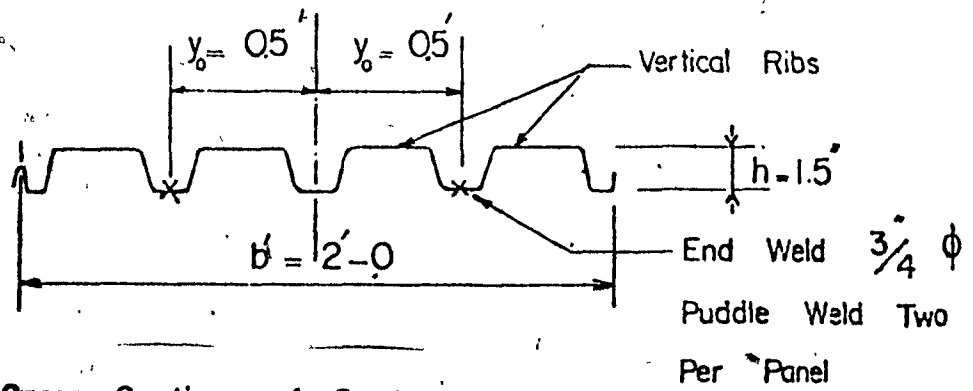 y₀= 0.5' y₀= 0.5'
Vertical Ribs
h=1.5"
b' = 2'-0
End Weld 3/4" ϕ
Puddle Weld Two
Per Panel